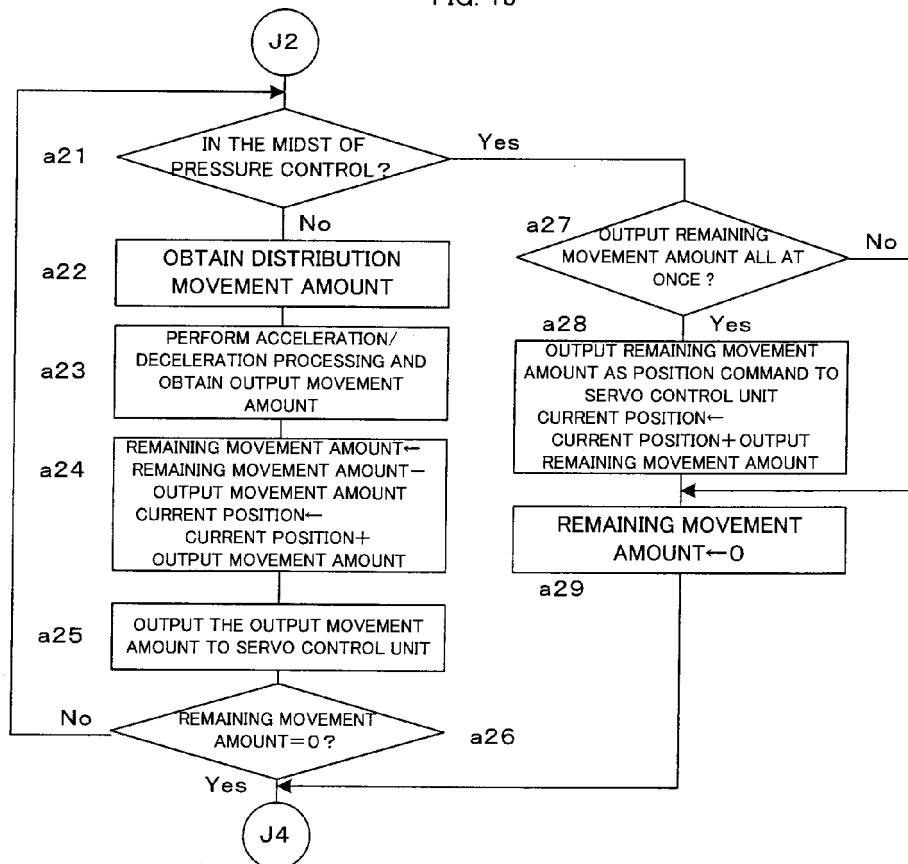 J2
a21
IN THE MIDST OF
PRESSURE CONTROL?
Yes
No
a22
OBTAIN DISTRIBUTION
MOVEMENT AMOUNT
a23
PERFORM ACCELERATION/
DECELERATION PROCESSING AND
OBTAIN OUTPUT MOVEMENT
AMOUNT
a24
REMAINING MOVEMENT AMOUNT←
REMAINING MOVEMENT AMOUNT−
OUTPUT MOVEMENT AMOUNT
CURRENT POSITION←
CURRENT POSITION+
OUTPUT MOVEMENT AMOUNT
a25
OUTPUT THE OUTPUT MOVEMENT
AMOUNT TO SERVO CONTROL UNIT
No
REMAINING MOVEMENT
AMOUNT=0?
a26
Yes
J4
a27
OUTPUT REMAINING
MOVEMENT AMOUNT ALL AT
ONCE?
No
a28
Yes
OUTPUT REMAINING MOVEMENT
AMOUNT AS POSITION COMMAND TO
SERVO CONTROL UNIT
CURRENT POSITION←
CURRENT POSITION+OUTPUT
REMAINING MOVEMENT AMOUNT
REMAINING MOVEMENT
AMOUNT←0
a29